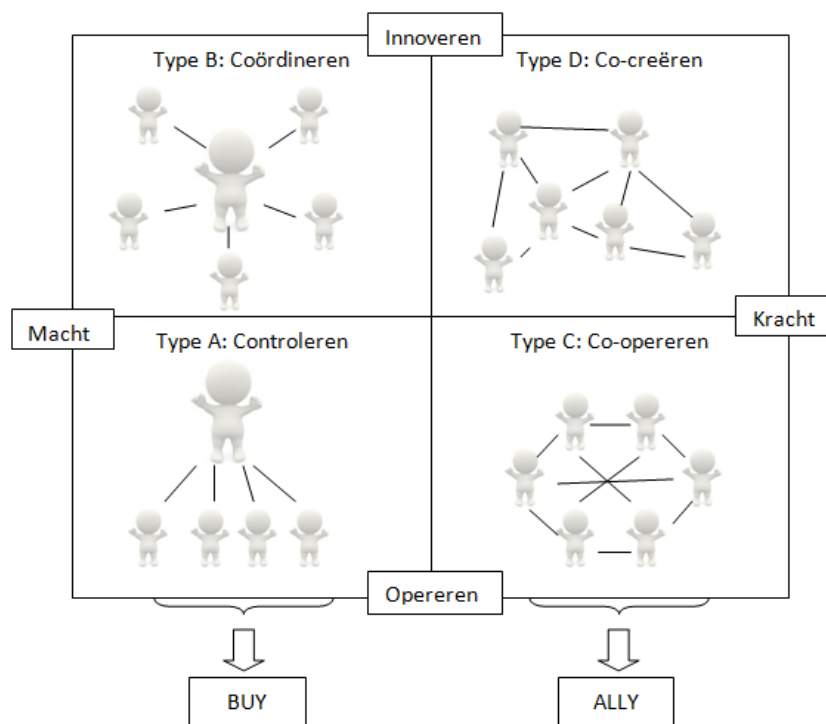 Innoveren
Type B: Coördineren
Type D: Co-creëren
Macht
Kracht
Type A: Controleren
Type C: Co-opereren
Opereren
BUY
ALLY